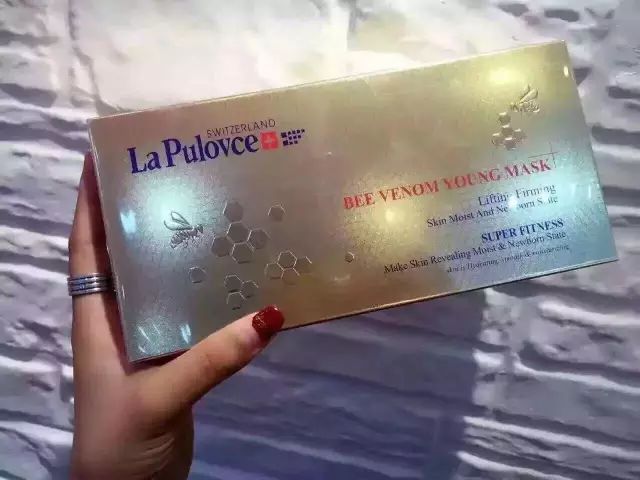 SWITZERLAND
La Pulovce
BEE VENOM YOUNG MASK
Lifting Firming
Skin Moist And Newborn State
SUPER FITNESS
Make Skin Revealing Moist & Newborn State